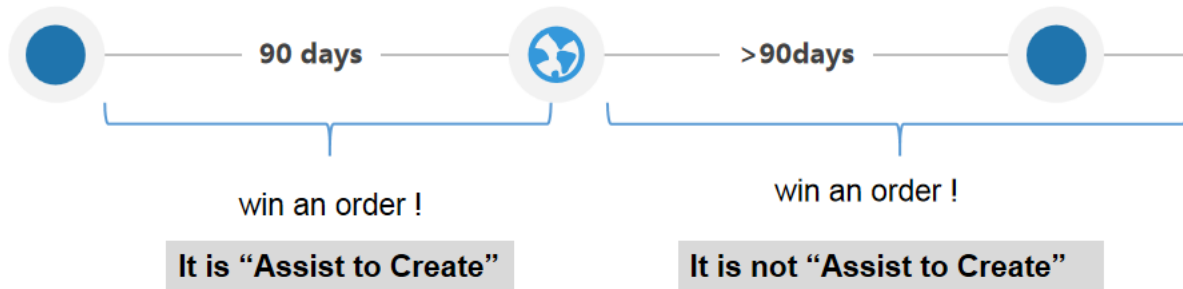 90 days
>90days
win an order !
win an order !
It is “Assist to Create”
It is not “Assist to Create”